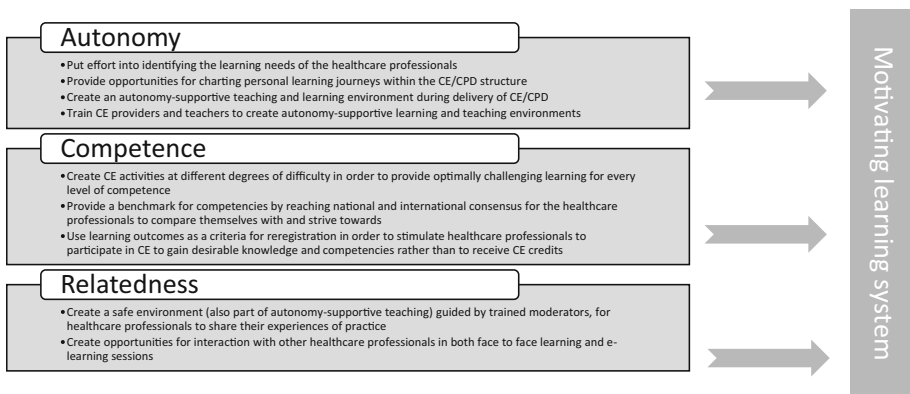 Autonomy
•Put effort into identifying the learning needs of the healthcare professionals
•Provide opportunities for charting personal learning journeys within the CE/CPD structure
•Create an autonomy-supportive teaching and learning environment during delivery of CE/CPD
•Train CE providers and teachers to create autonomy-supportive learning and teaching environments
Competence
•Create CE activities at different degrees of difficulty in order to provide optimally challenging learning for every
level of competence
•Provide a benchmark for competencies by reaching national and international consensus for the healthcare
professionals to compare themselves with and strive towards
•Use learning outcomes as a criteria for reregistration in order to stimulate healthcare professionals to
participate in CE to gain desirable knowledge and competencies rather than to receive CE credits
Relatedness
•Create a safe environment (also part of autonomy-supportive teaching) guided by trained moderators, for
healthcare professionals to share their experiences of practice
•Create opportunities for interaction with other healthcare professionals in both face to face learning and e-
learning sessions
Motivating learning system